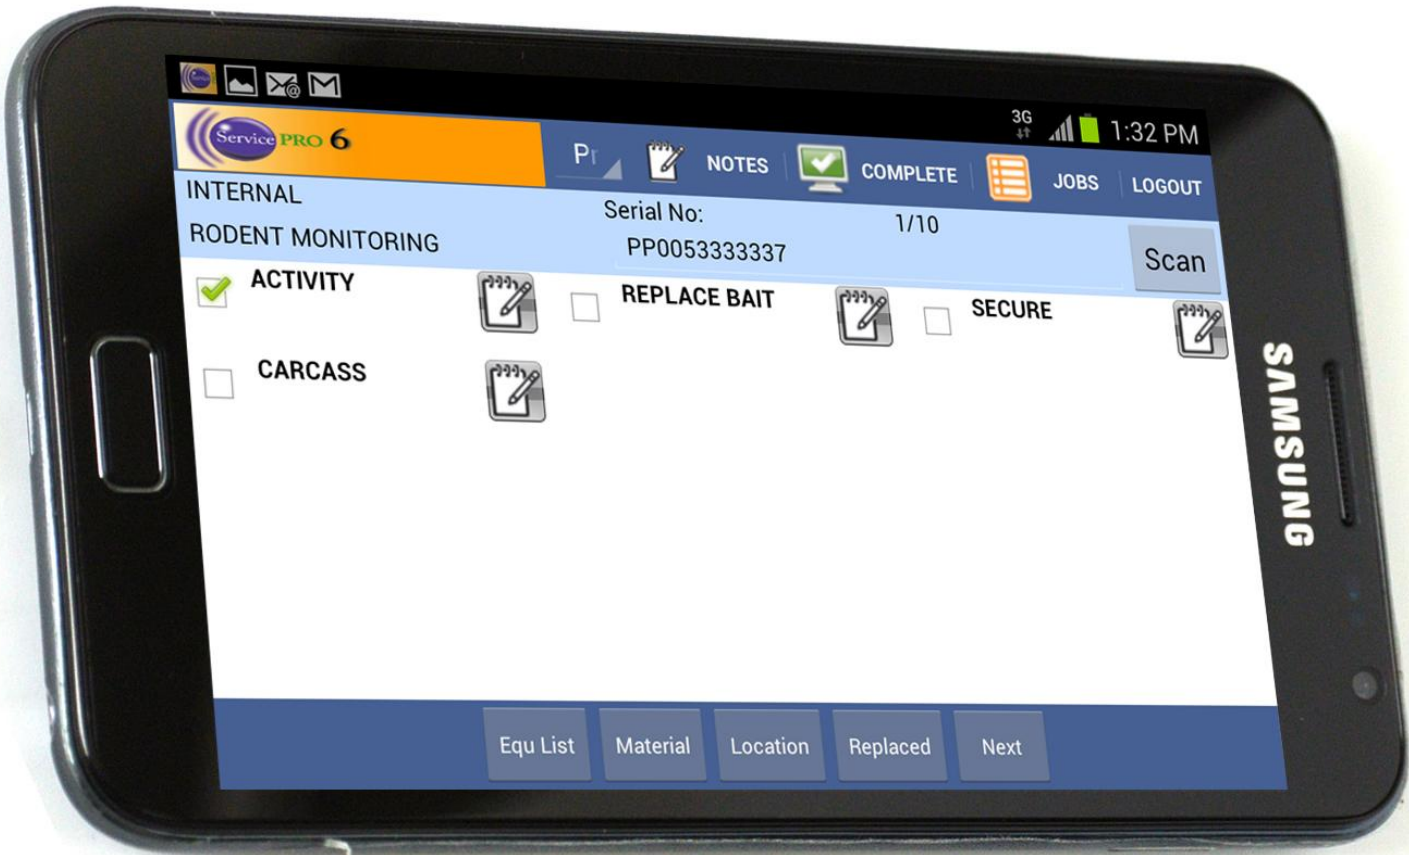 3G
1:32 PM
Service PRO 6
NOTES
COMPLETE
JOBS
LOGOUT
INTERNAL
RODENT MONITORING
Serial No:
PP0053333337
1/10
Scan
ACTIVITY
REPLACE BAIT
SECURE
CARCASS
Equ List
Material
Location
Replaced
Next
SAMSUNG